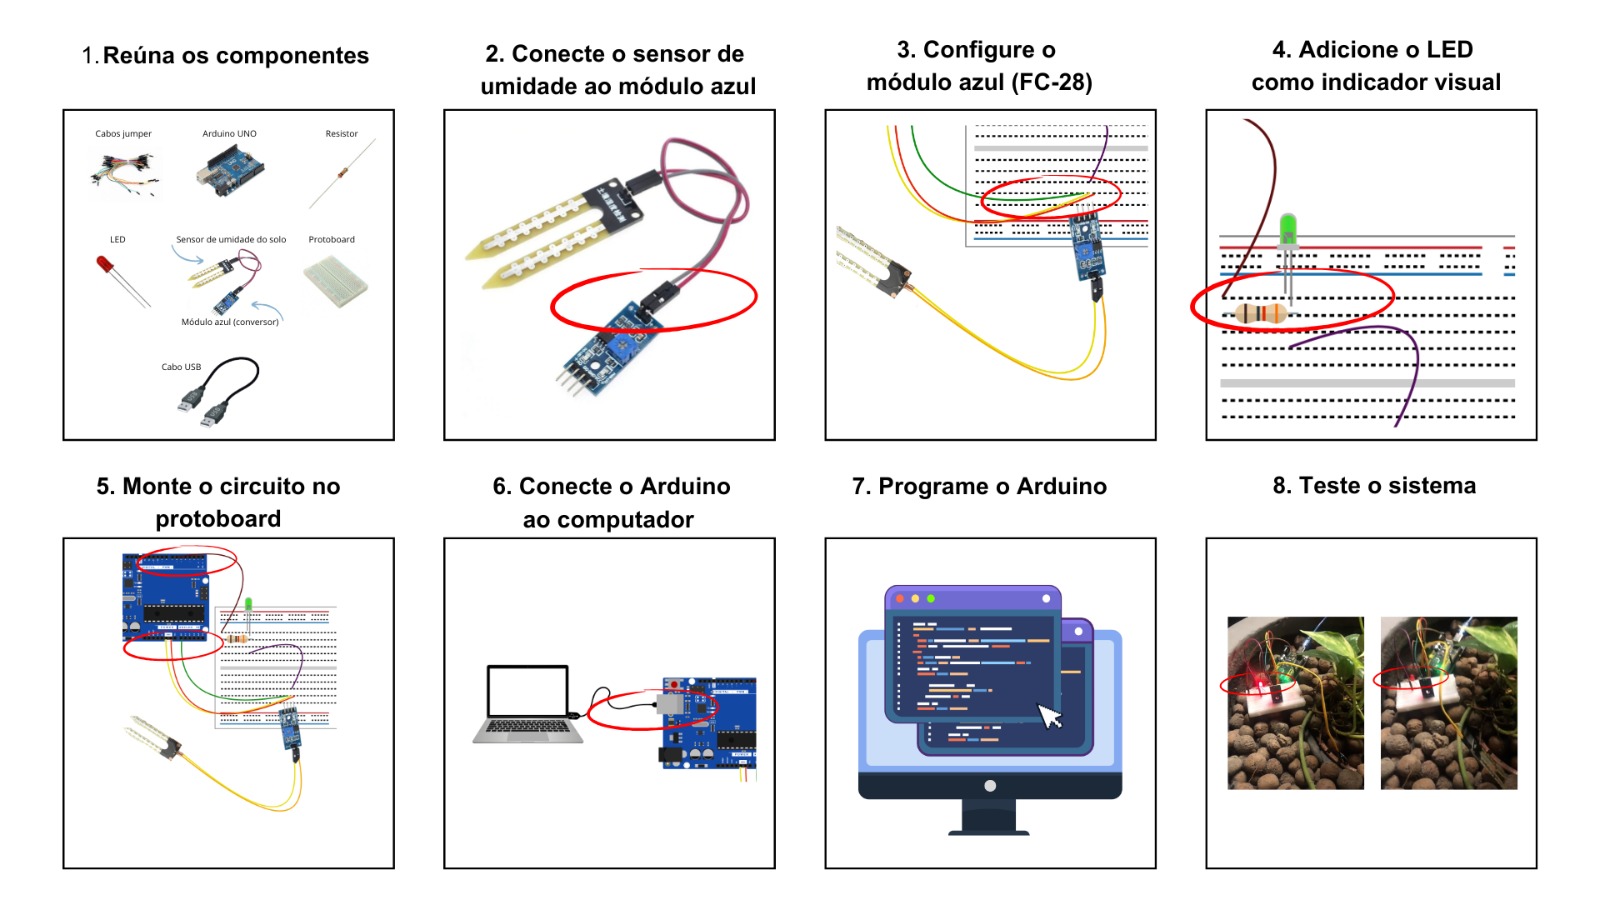 1. Reúna os componentes
Cabos jumper
Arduino UNO
Resistor
LED
Sensor de umidade do solo
Protoboard
Módulo azul (conversor)
Cabo USB
2. Conecte o sensor de
umidade ao módulo azul
3. Configure o
módulo azul (FC-28)
4. Adicione o LED
como indicador visual
5. Monte o circuito no
protoboard
6. Conecte o Arduino
ao computador
7. Programe o Arduino
8. Teste o sistema